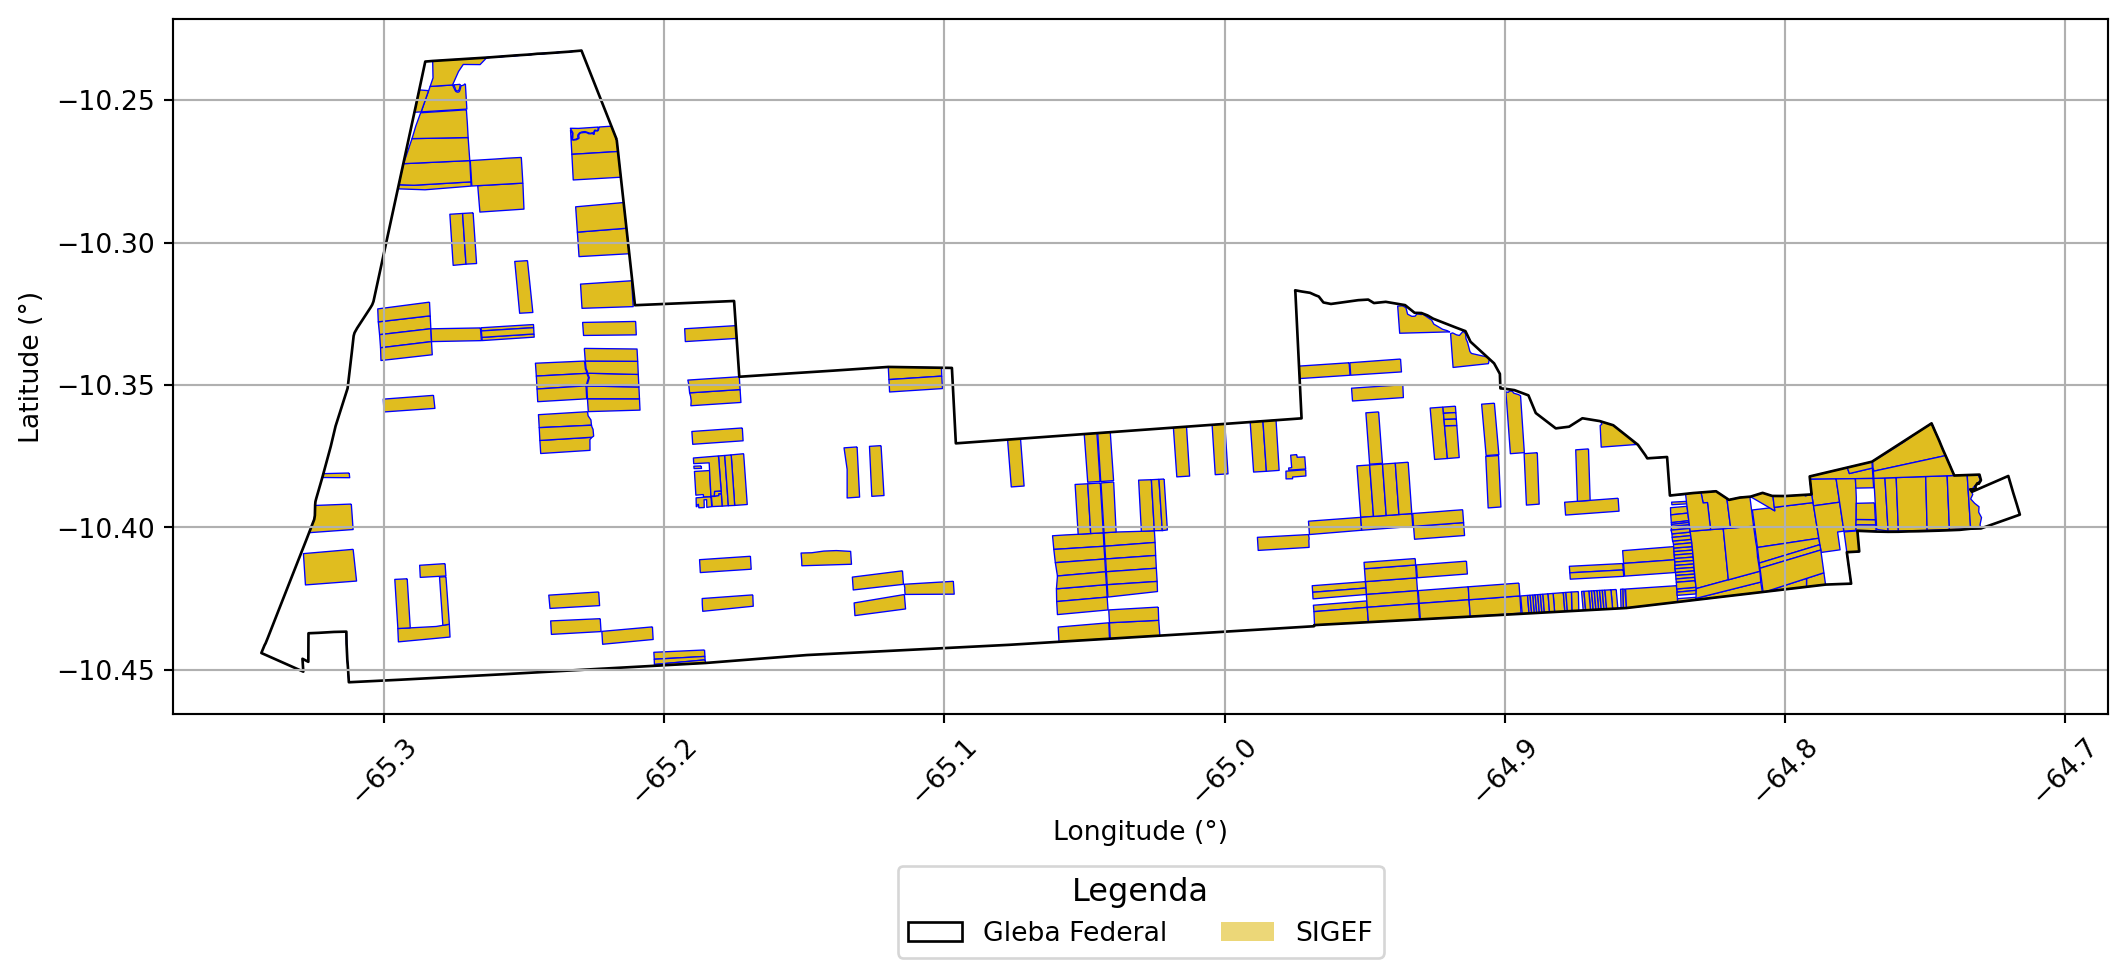 −10.25
−10.30
−10.35
−10.40
−10.45
Latitude (°)
−65.3
−65.2
−65.1
−65.0
−64.9
−64.8
−64.7
Longitude (°)
Legenda
Gleba Federal
SIGEF